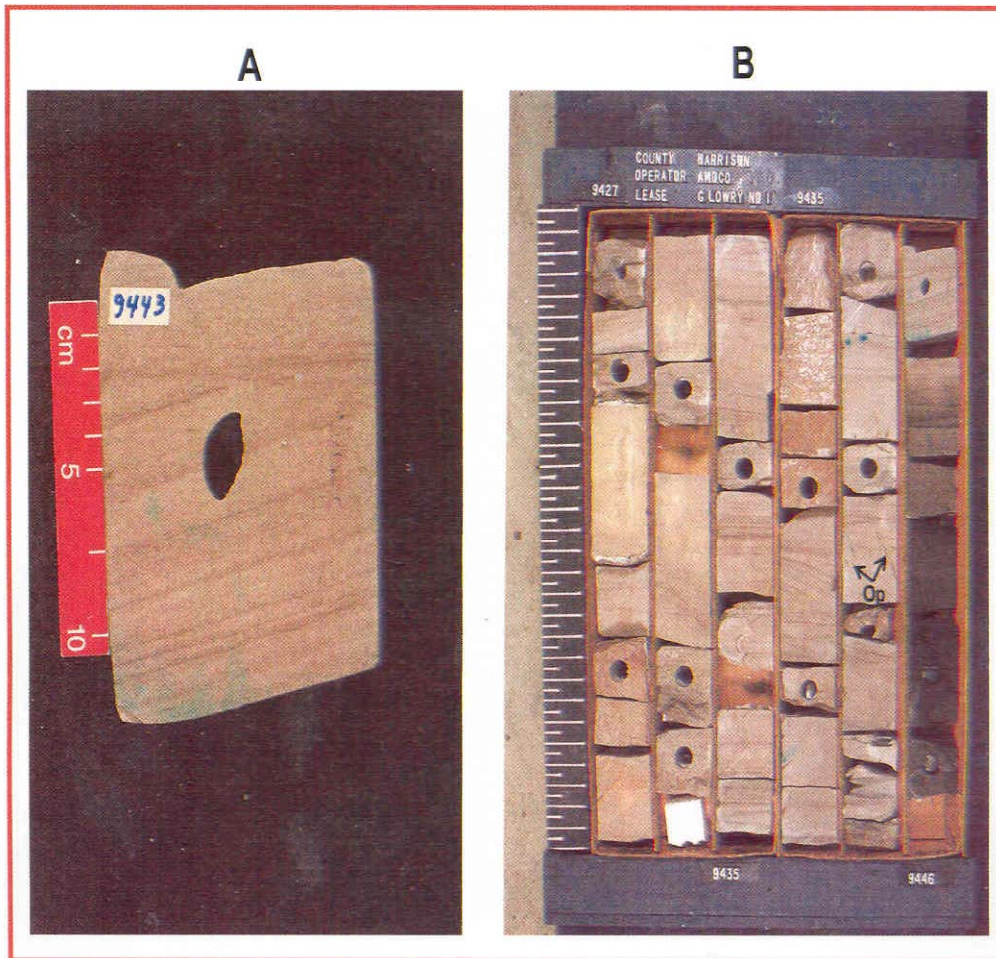 A
B
9443
cm
5
10
COUNTY HARRISON
OPERATOR AMOCO
9427 LEASE G LOWRY NO 1 9435
Op
9435 9446